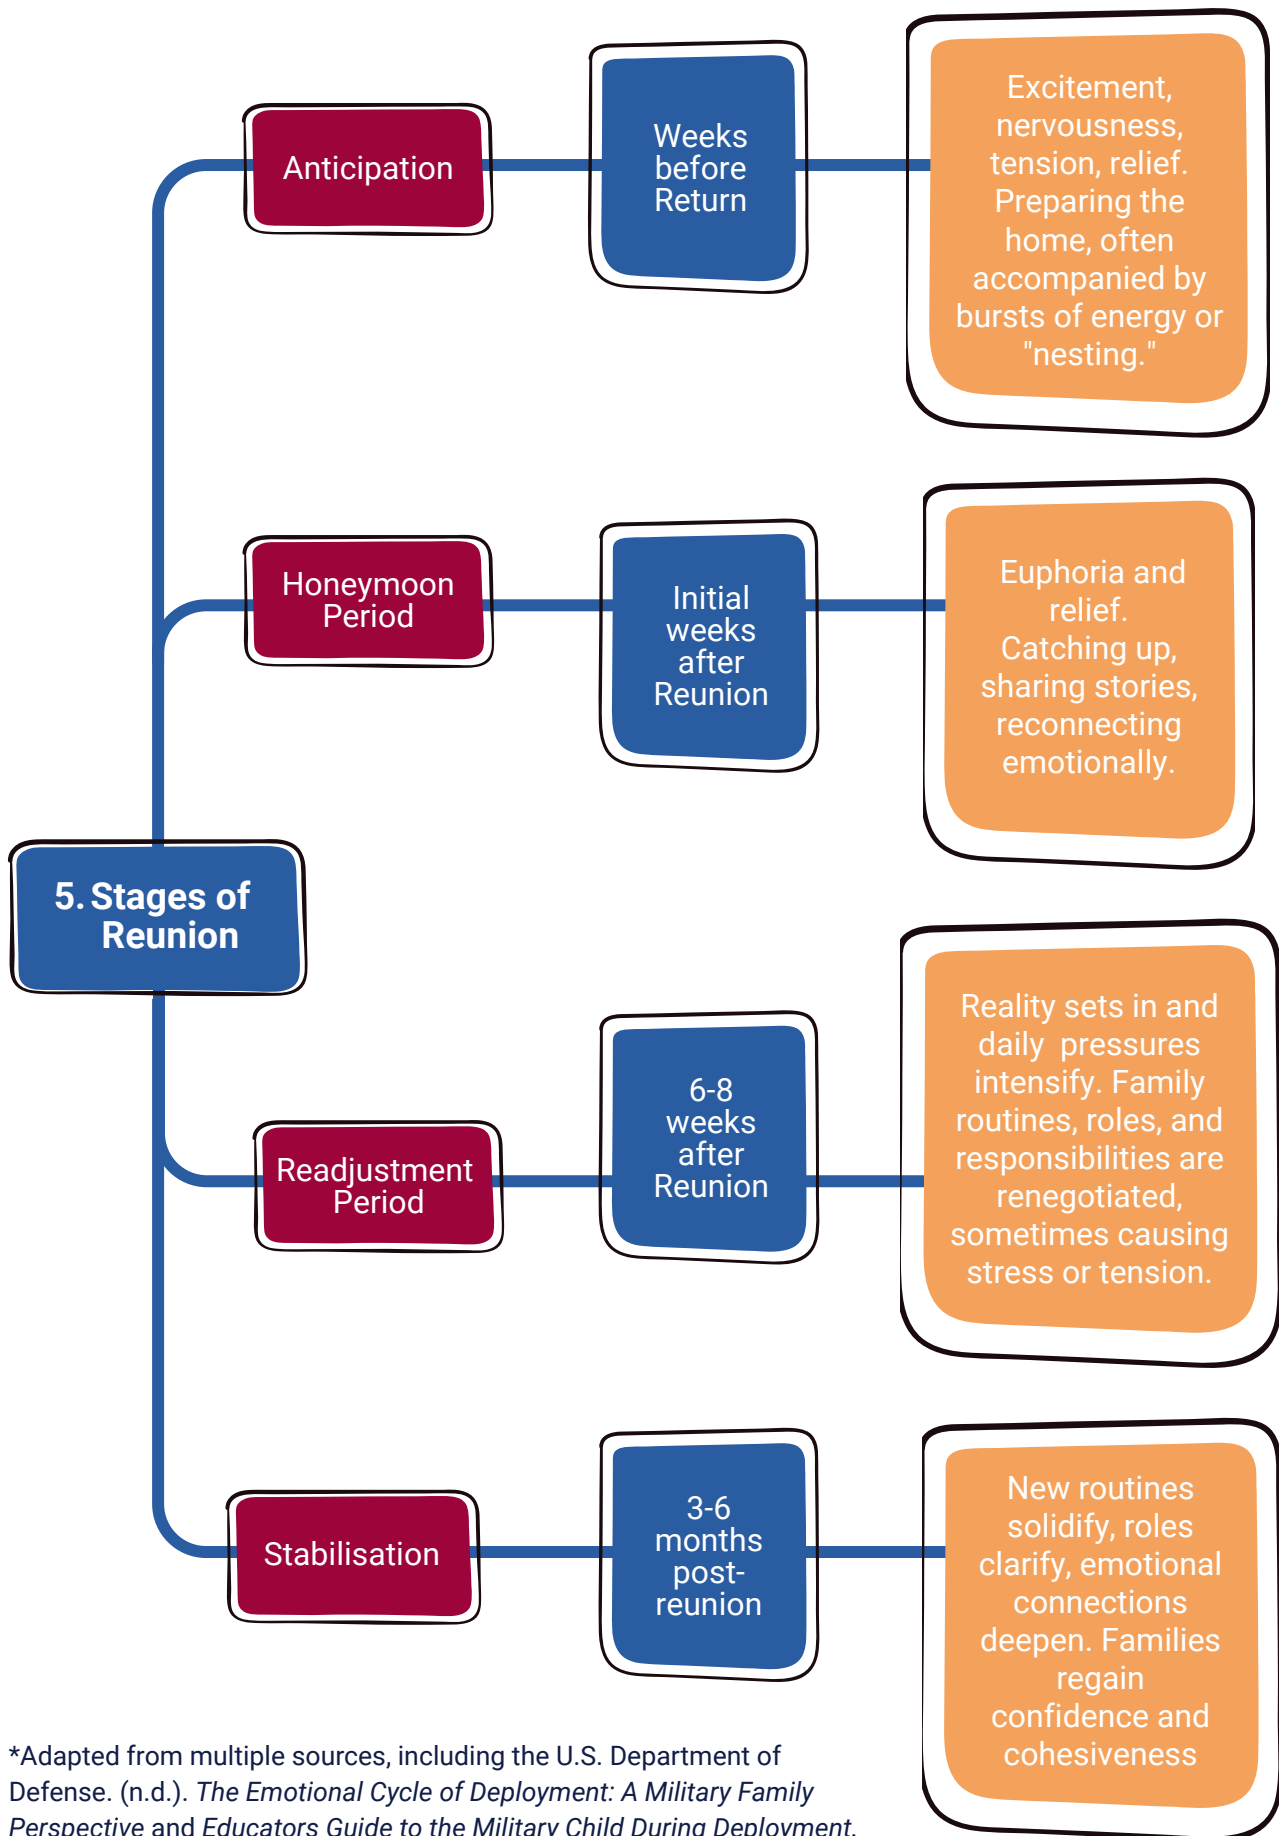 Anticipation
Weeks
before
Return
Excitement,
nervousness,
tension, relief.
Preparing the
home, often
accompanied by
bursts of energy or
"nesting."
Honeymoon
Period
Initial
weeks
after
Reunion
Euphoria and
relief.
Catching up,
sharing stories,
reconnecting
emotionally.
5. Stages of
Reunion
Readjustment
Period
6-8
weeks
after
Reunion
Reality sets in and
daily pressures
intensify. Family
routines, roles, and
responsibilities are
renegotiated,
sometimes causing
stress or tension.
Stabilisation
3-6
months
post-
reunion
New routines
solidify, roles
clarify, emotional
connections
deepen. Families
regain
confidence and
cohesiveness
*Adapted from multiple sources, including the U.S. Department of
Defense. (n.d.). The Emotional Cycle of Deployment: A Military Family
Perspective and Educators Guide to the Military Child During Deployment.